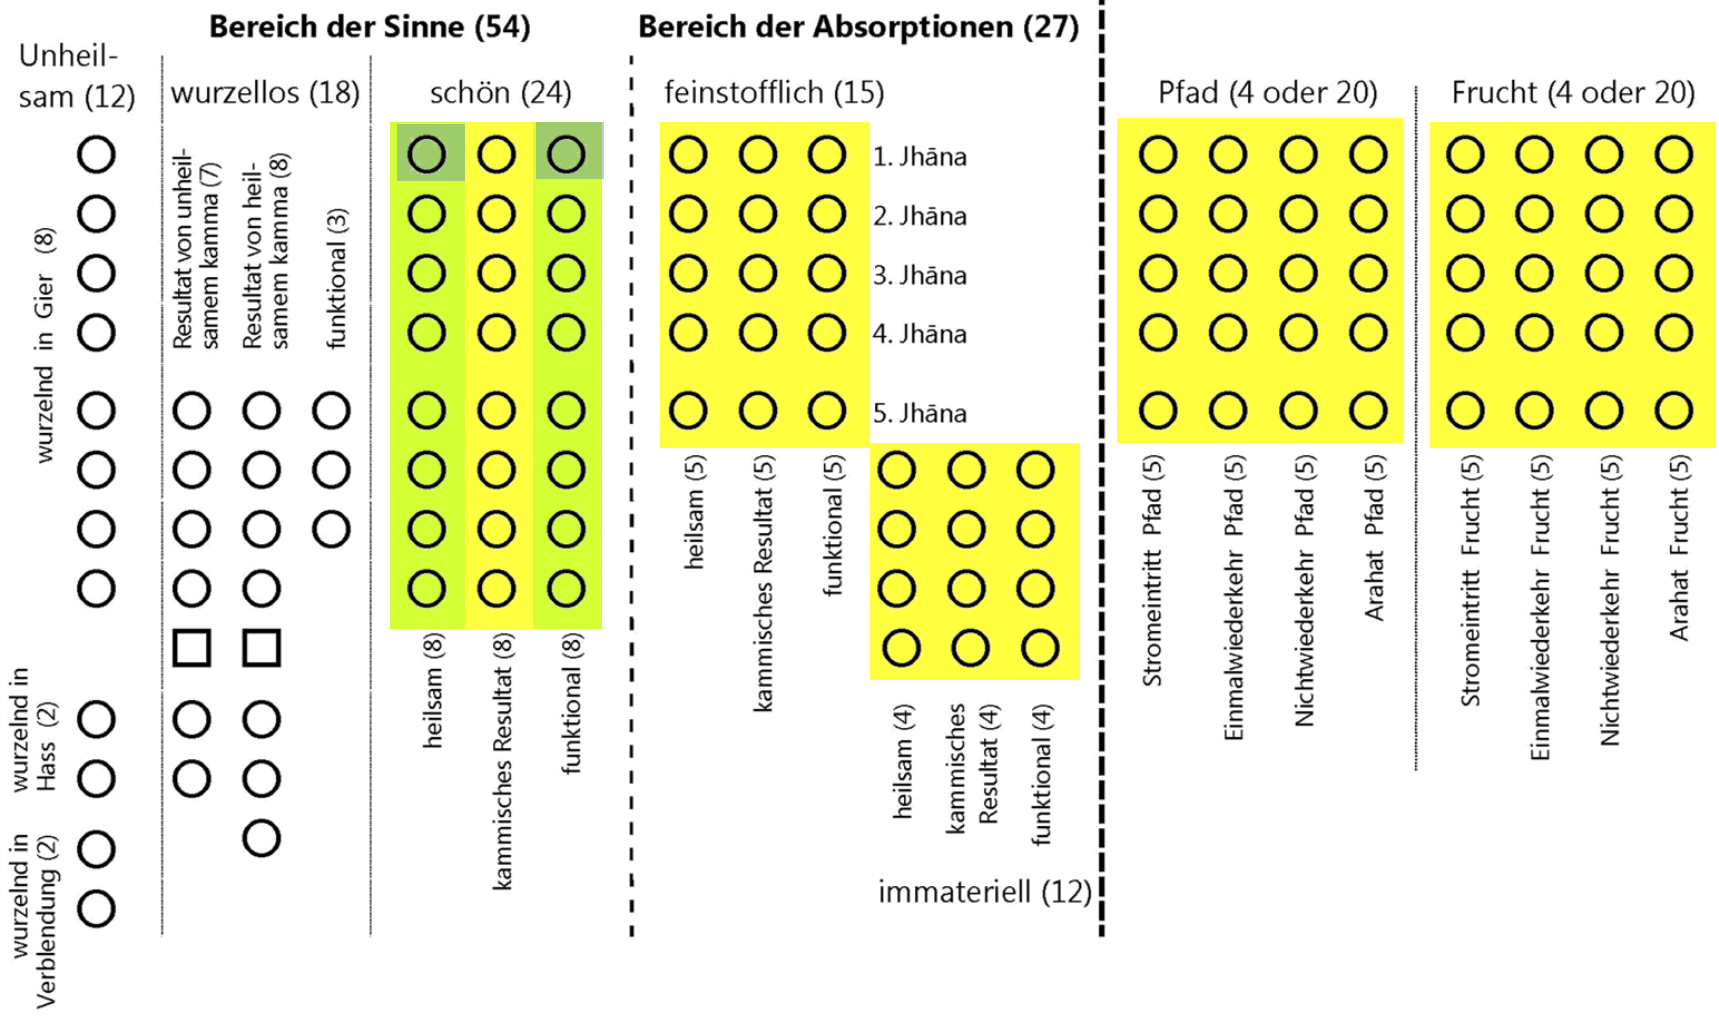 Bereich der Sinne (54)
Bereich der Absorptionen (27)
Unheil-
sam (12)
wurzellos (18)
schön (24)
feinstofflich (15)
Pfad (4 oder 20)
Frucht (4 oder 20)
wurzelnd in Gier (8)
wurzelnd in
Hass (2)
wurzelnd in
Verblendung (2)
Resultat von unheil-
samem kamma (7)
Resultat von heil-
samem kamma (8)
funktional (3)
heilsam (8)
kammisches Resultat (8)
funktional (8)
1. Jhāna
2. Jhāna
3. Jhāna
4. Jhāna
5. Jhāna
heilsam (5)
kammisches Resultat (5)
funktional (5)
heilsam (4)
kammisches
Resultat (4)
funktional (4)
immateriell (12)
Stromeintritt Pfad (5)
Einmalwiederkehr Pfad (5)
Nichtwiederkehr Pfad (5)
Arahat Pfad (5)
Stromeintritt Frucht (5)
Einmalwiederkehr Frucht (5)
Nichtwiederkehr Frucht (5)
Arahat Frucht (5)